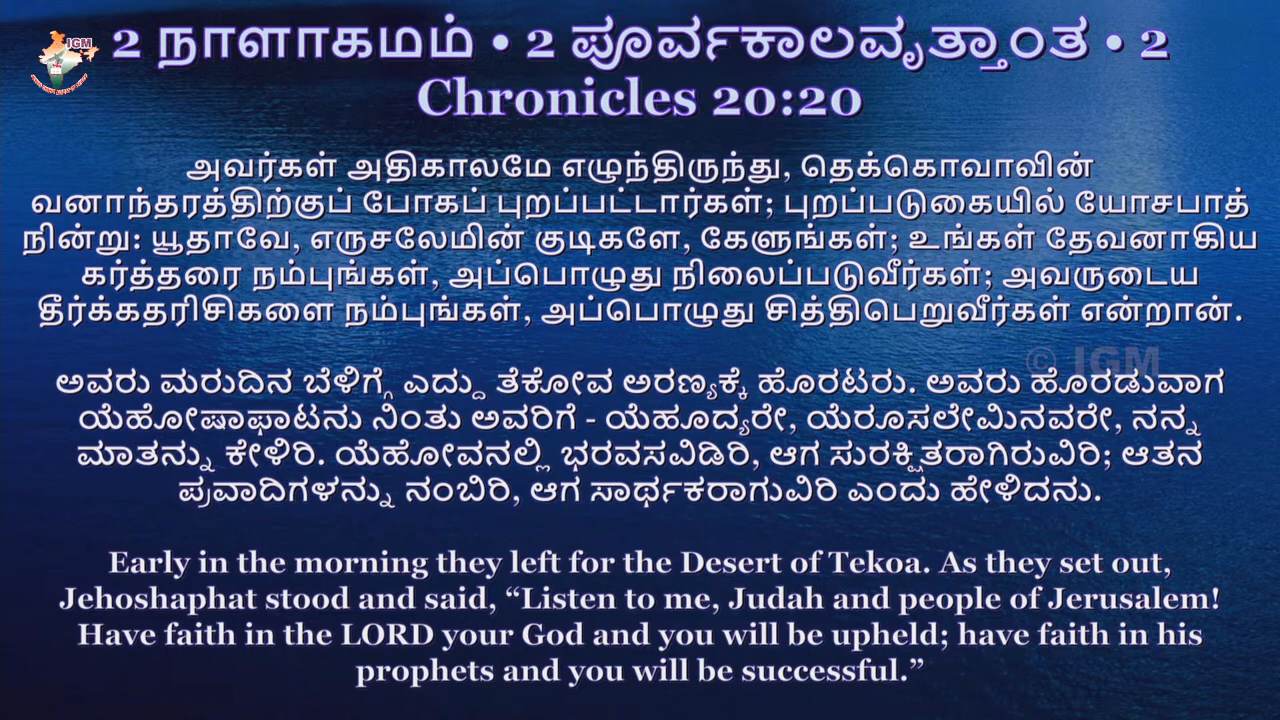 IGM
2 நாளாகமம் • 2 ಪೂರ್ವಕಾಲವೃತ್ತಾಂತ • 2
Chronicles 20:20
அவர்கள் அதிகாலமே எழுந்திருந்து, தெக்கொவாவின்
வனாந்தரத்திற்குப் போகப் புறப்பட்டார்கள்; புறப்படுகையில் யோசபாத்
நின்று: யூதாவே, எருசலேமின் குடிகளே, கேளுங்கள்; உங்கள் தேவனாகிய
கர்த்தரை நம்புங்கள், அப்பொழுது நிலைப்படுவீர்கள்; அவருடைய
தீர்க்கதரிசிகளை நம்புங்கள், அப்பொழுது சித்திபெறுவீர்கள் என்றான்.
© IGM
ಅವರು ಮರುದಿನ ಬೆಳಿಗ್ಗೆ ಎದ್ದು ತೆಕೋವ ಅರಣ್ಯಕ್ಕೆ ಹೊರಟರು. ಅವರು ಹೊರಡುವಾಗ
ಯೆಹೋಷಾಫಾಟನು ನಿಂತು ಅವರಿಗೆ - ಯೆಹೂದ್ಯರೇ, ಯೆರೂಸಲೇಮಿನವರೇ, ನನ್ನ
ಮಾತನ್ನು ಕೇಳಿರಿ. ಯೆಹೋವನಲ್ಲಿ ಭರವಸವಿಡಿರಿ, ಆಗ ಸುರಕ್ಷಿತರಾಗಿರುವಿರಿ; ಆತನ
ಪ್ರವಾದಿಗಳನ್ನು ನಂಬಿರಿ, ಆಗ ಸಾರ್ಥಕರಾಗುವಿರಿ ಎಂದು ಹೇಳಿದನು.
Early in the morning they left for the Desert of Tekoa. As they set out,
Jehoshaphat stood and said, “Listen to me, Judah and people of Jerusalem!
Have faith in the LORD your God and you will be upheld; have faith in his
prophets and you will be successful.”